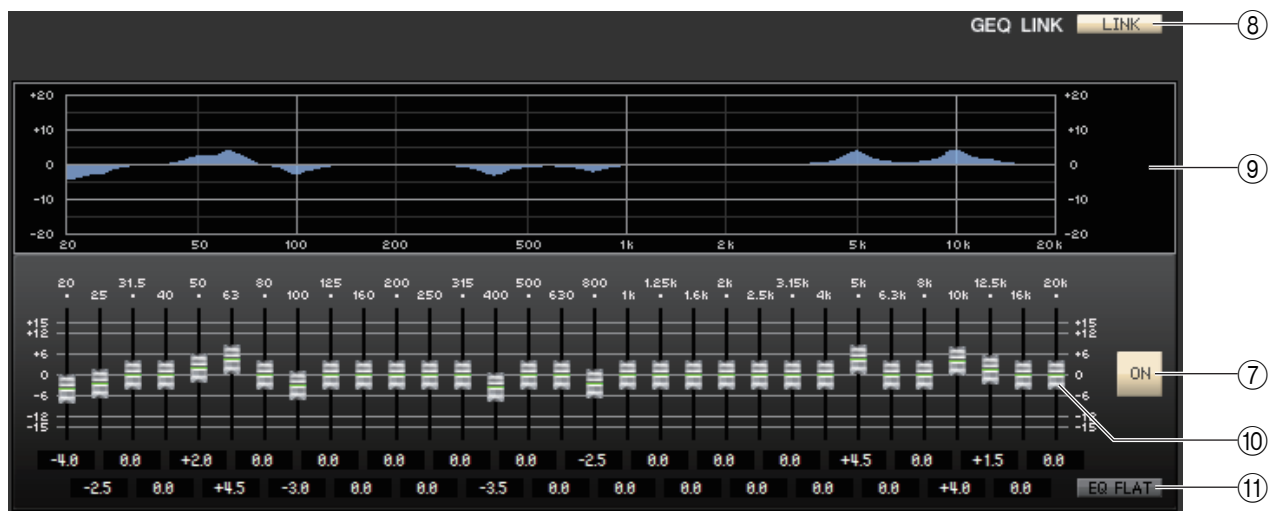 GEQ LINK LINK ⑧
+20 +20
+10 +10
0 0 ⑨
-10 -10
-20 -20
20 50 100 200 500 1k 2k 5k 10k 20k
20 31.5 50 80 125 200 315 500 800 1.25k 2k 3.15k 5k 8k 12.5k 20k
25 40 63 100 160 250 400 630 1k 1.6k 2.5k 4k 6.3k 10k 16k
+15 +15
+12 +12
+6 +6
0 0 ON ⑦
-6 -6
-12 -12
-15 -15
⑩
-4.0 0.0 +2.0 0.0 0.0 0.0 0.0 0.0 -2.5 0.0 0.0 0.0 +4.5 0.0 +1.5 0.0
-2.5 0.0 +4.5 -3.0 0.0 0.0 -3.5 0.0 0.0 0.0 0.0 0.0 0.0 +4.0 0.0 EQ FLAT ⑪